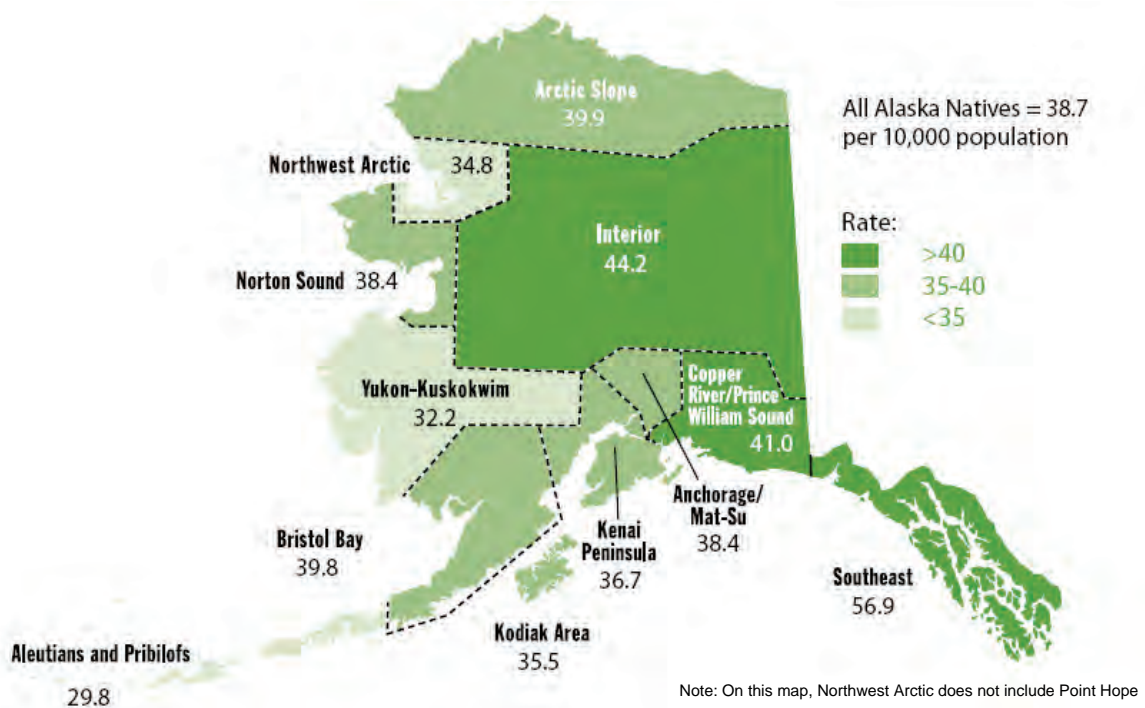 Arctic Slope
39.9
All Alaska Natives = 38.7
per 10,000 population
Northwest Arctic
34.8
Rate:
>40
35-40
<35
Interior
44.2
Norton Sound
38.4
Copper
River/Prince
William Sound
41.0
Yukon-Kuskokwim
32.2
Anchorage/
Mat-Su
38.4
Kenai
Peninsula
36.7
Bristol Bay
39.8
Southeast
56.9
Kodiak Area
35.5
Aleutians and Pribilofs
29.8
Note: On this map, Northwest Arctic does not include Point Hope